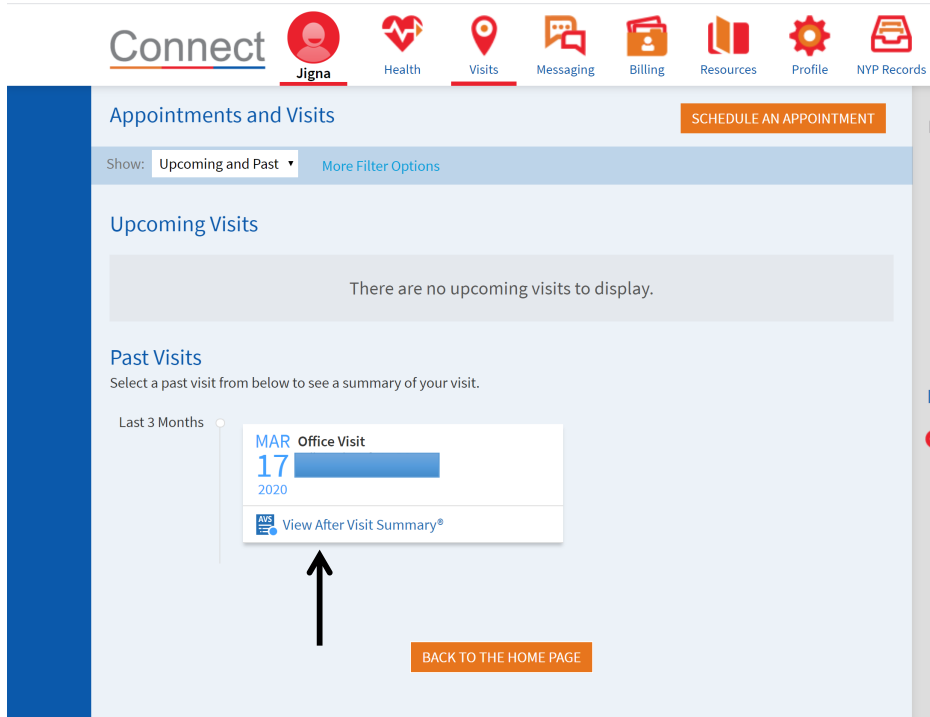 Connect
Jigna
Health
Visits
Messaging
Billing
Resources
Profile
NYP Records
Appointments and Visits
SCHEDULE AN APPOINTMENT
Show: Upcoming and Past
More Filter Options
Upcoming Visits
There are no upcoming visits to display.
Past Visits
Select a past visit from below to see a summary of your visit.
Last 3 Months
MAR
17
2020
Office Visit
AVS
View After Visit Summary®
BACK TO THE HOME PAGE